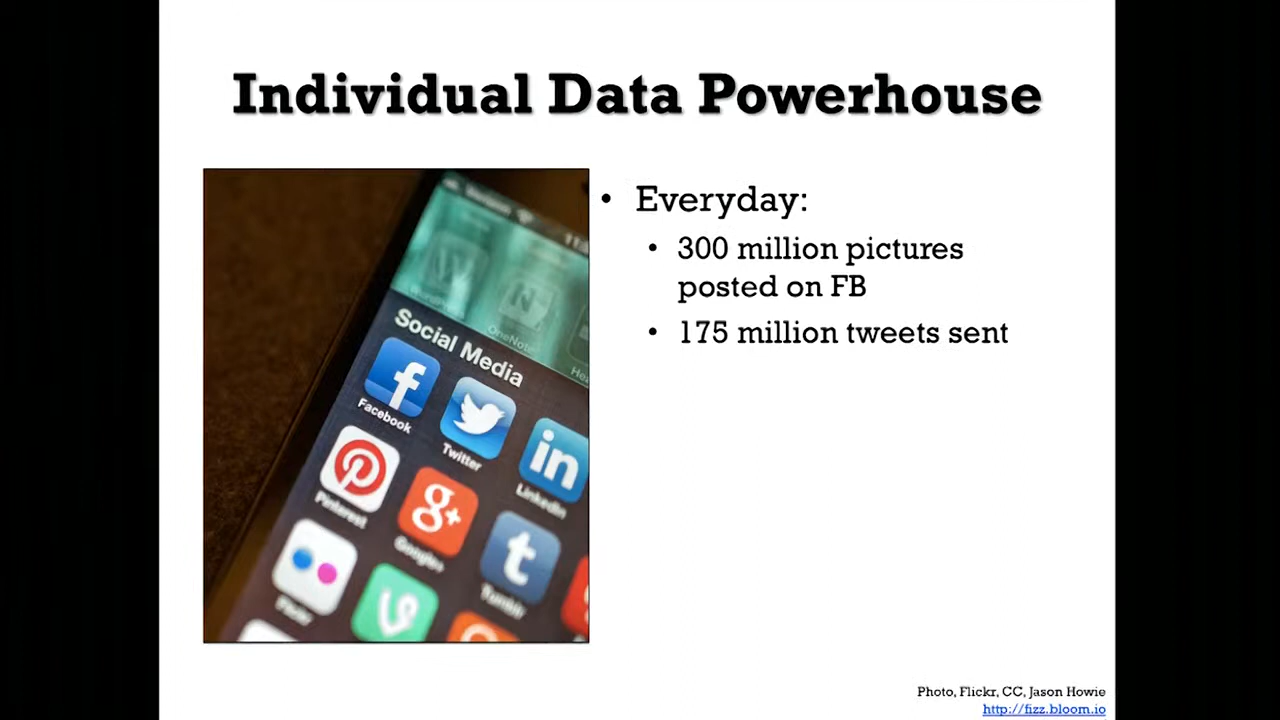 Individual Data Powerhouse
• Everyday:
• 300 million pictures
posted on FB
• 175 million tweets sent
Social Media
Facebook
Twitter
LinkedIn
Pinterest
Google+
Tumblr
Flickr
OneNote
Photo, Flickr, CC, Jason Howie
http://fizz.bloom.io